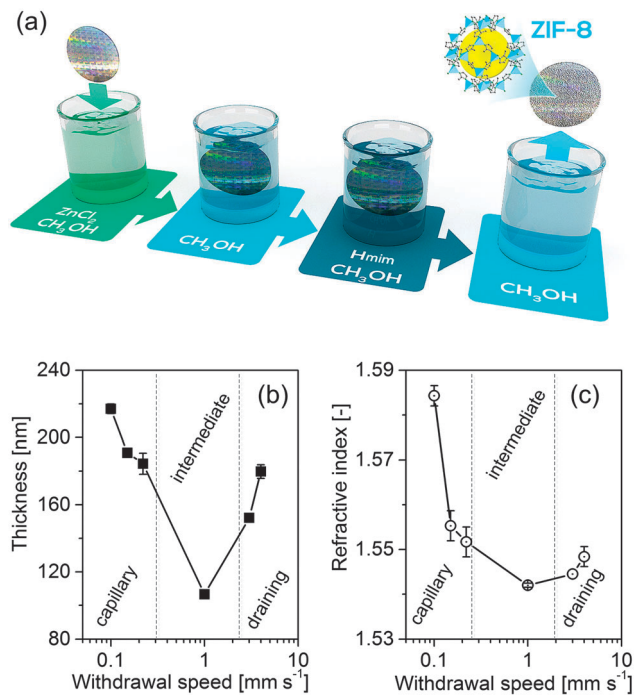 (a)
ZIF-8
ZnCl₂
CH₃OH
CH₃OH
Hmim
CH₃OH
CH₃OH
240
200
160
120
80
Thickness [nm]
(b)
capillary
intermediate
draining
0.1
1
10
Withdrawal speed [mm s⁻¹]
1.59
1.57
1.55
1.53
Refractive index [-]
(c)
capillary
intermediate
draining
0.1
1
10
Withdrawal speed [mm s⁻¹]